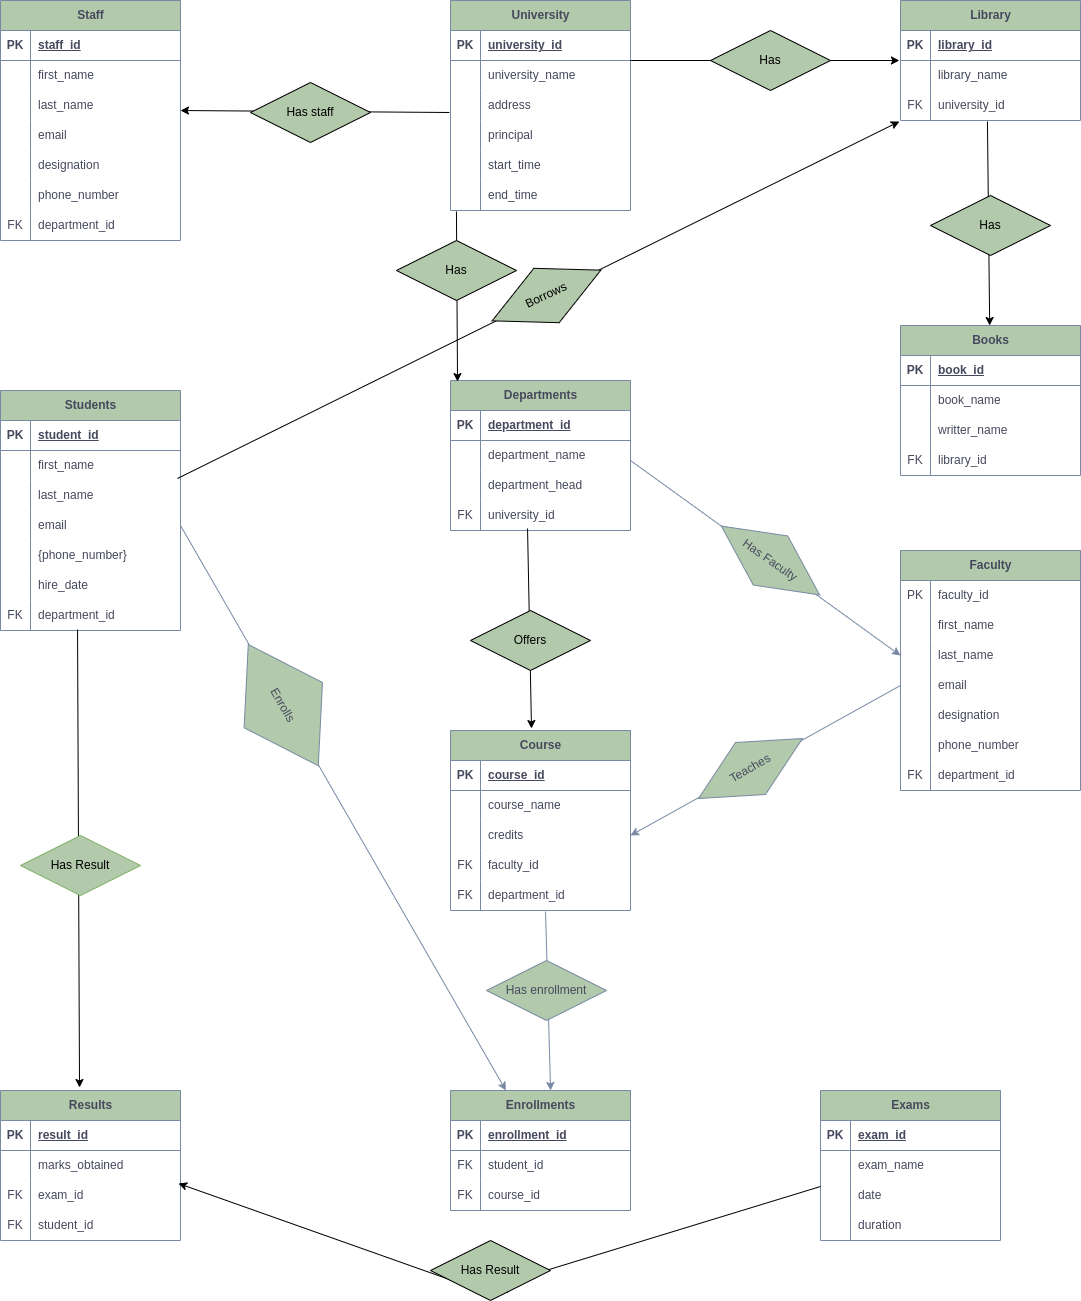 Staff
PK staff_id
first_name
last_name
email
designation
phone_number
FK department_id
Has staff
University
PK university_id
university_name
address
principal
start_time
end_time
Has
Library
PK library_id
library_name
FK university_id
Has
Borrows
Has
Books
PK book_id
book_name
writter_name
FK library_id
Students
PK student_id
first_name
last_name
email
{phone_number}
hire_date
FK department_id
Departments
PK department_id
department_name
department_head
FK university_id
Has Faculty
Faculty
PK faculty_id
first_name
last_name
email
designation
phone_number
FK department_id
Offers
Enrolls
Teaches
Course
PK course_id
course_name
credits
FK faculty_id
FK department_id
Has Result
Has enrollment
Results
PK result_id
marks_obtained
FK exam_id
FK student_id
Enrollments
PK enrollment_id
FK student_id
FK course_id
Exams
PK exam_id
exam_name
date
duration
Has Result